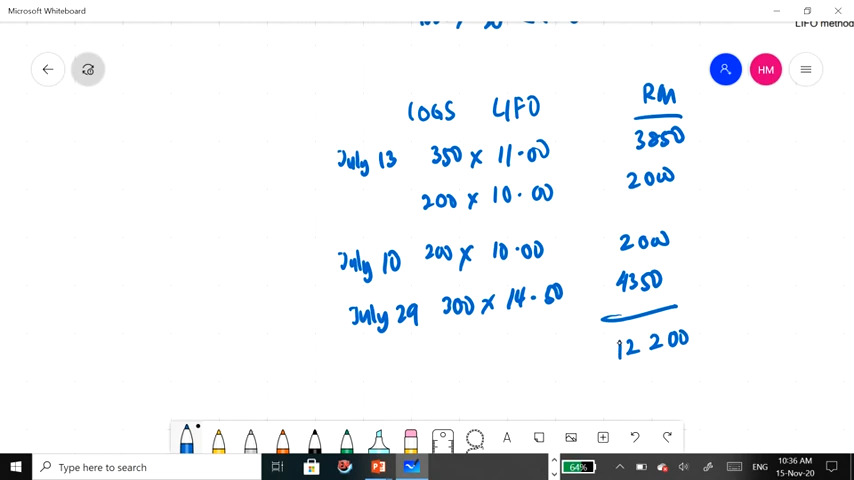 Microsoft Whiteboard
LIFO method
HM
COGS LIFO RM
July 13 350 x 11.00 3850
200 x 10.00 2000
July 10 200 x 10.00 2000
July 29 300 x 14.50 4350
12 200
A
Type here to search
64%
ENG
10:36 AM
15-Nov-20